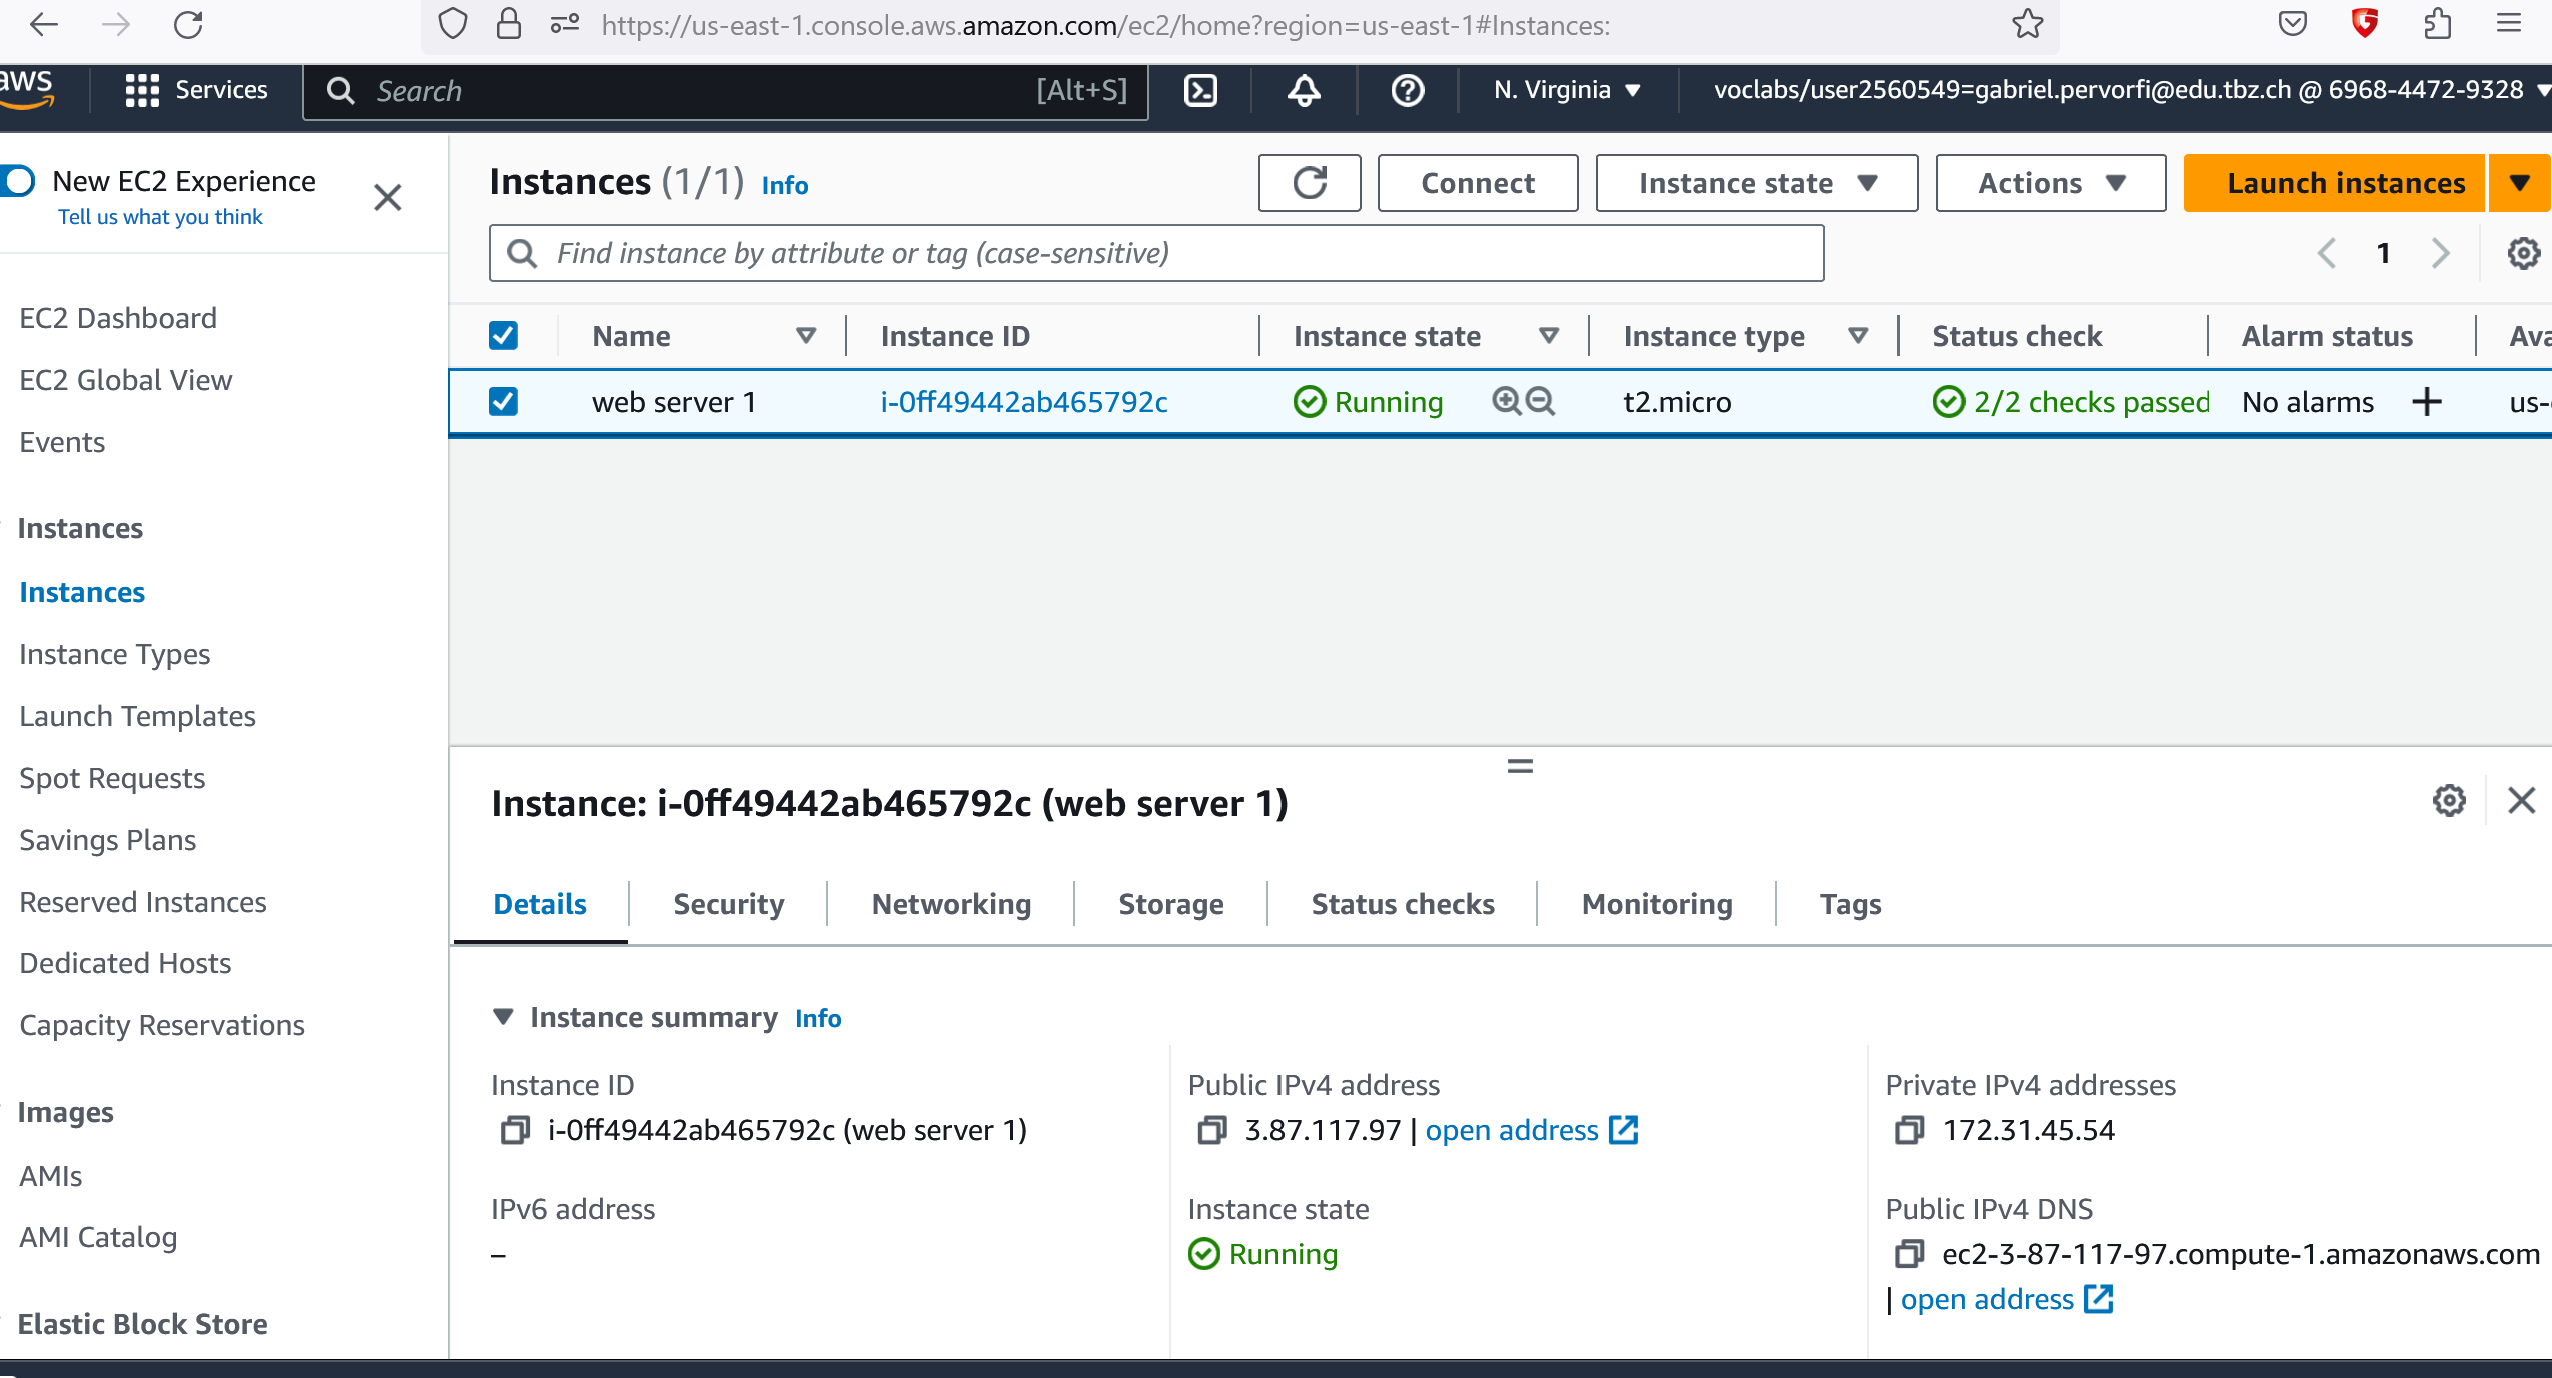 https://us-east-1.console.aws.amazon.com/ec2/home?region=us-east-1#Instances:
aws
Services
Search [Alt+S]
N. Virginia
voclabs/user2560549=gabriel.pervorfi@edu.tbz.ch @ 6968-4472-9328
New EC2 Experience
Tell us what you think
EC2 Dashboard
EC2 Global View
Events
Instances
Instances
Instance Types
Launch Templates
Spot Requests
Savings Plans
Reserved Instances
Dedicated Hosts
Capacity Reservations
Images
AMIs
AMI Catalog
Elastic Block Store
Instances (1/1) Info
Connect
Instance state
Actions
Launch instances
Find instance by attribute or tag (case-sensitive)
1
Name Instance ID Instance state Instance type Status check Alarm status Ava
web server 1 i-0ff49442ab465792c Running t2.micro 2/2 checks passed No alarms us-
Instance: i-0ff49442ab465792c (web server 1)
Details Security Networking Storage Status checks Monitoring Tags
Instance summary Info
Instance ID
i-0ff49442ab465792c (web server 1)
Public IPv4 address
3.87.117.97 | open address
Private IPv4 addresses
172.31.45.54
IPv6 address
–
Instance state
Running
Public IPv4 DNS
ec2-3-87-117-97.compute-1.amazonaws.com
| open address